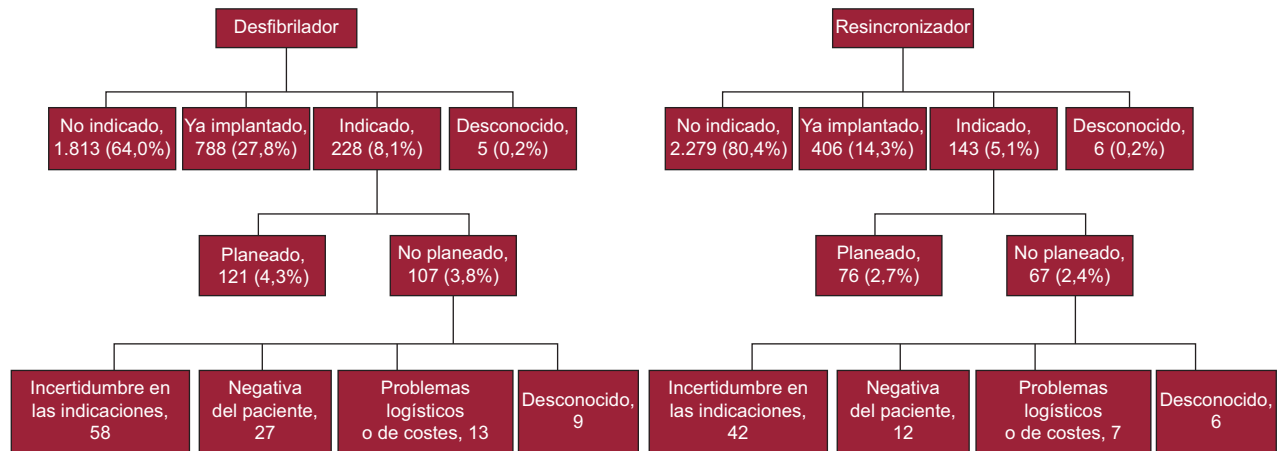 Desfibrilador
No indicado,
1.813 (64,0%)
Ya implantado,
788 (27,8%)
Indicado,
228 (8,1%)
Desconocido,
5 (0,2%)
Planeado,
121 (4,3%)
No planeado,
107 (3,8%)
Incertidumbre en
las indicaciones,
58
Negativa
del paciente,
27
Problemas
logísticos
o de costes, 13
Desconocido,
9
Resincronizador
No indicado,
2.279 (80,4%)
Ya implantado,
406 (14,3%)
Indicado,
143 (5,1%)
Desconocido,
6 (0,2%)
Planeado,
76 (2,7%)
No planeado,
67 (2,4%)
Incertidumbre en
las indicaciones,
42
Negativa
del paciente,
12
Problemas
logísticos
o de costes, 7
Desconocido,
6